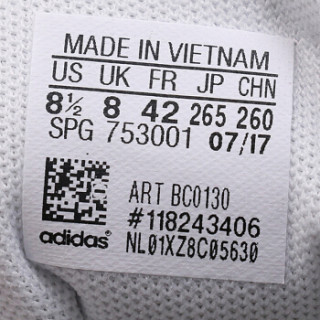 MADE IN VIETNAM
US UK FR JP CHN
8½ 8 42 265 260
SPG 753001 07/17
ART BC0130
#118243406
adidas® NL01XZ8C05630